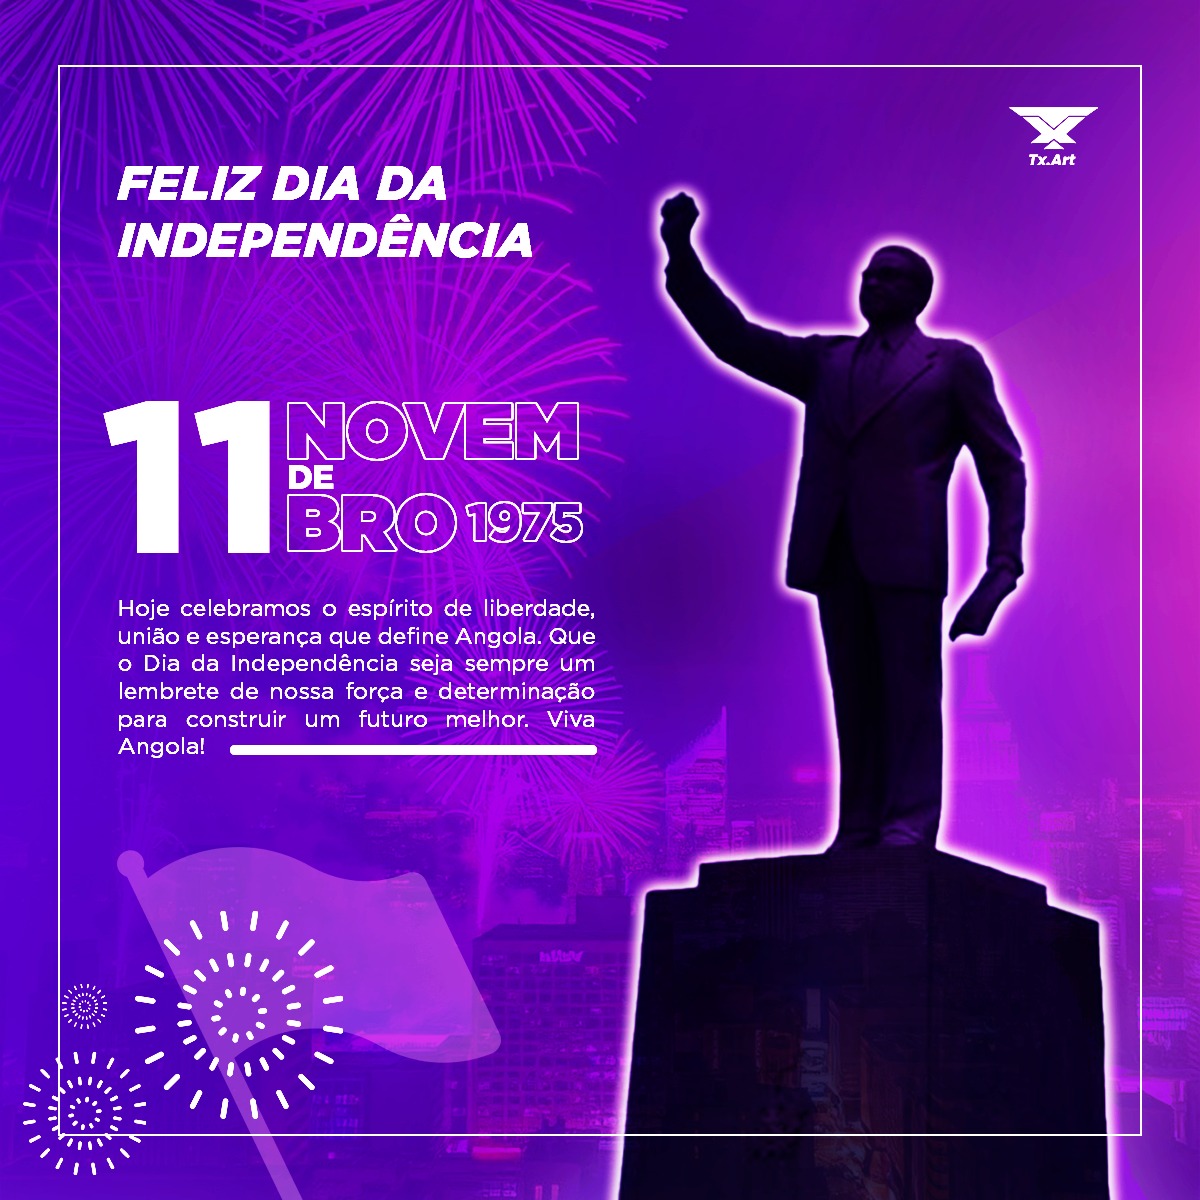 Tx.Art
FELIZ DIA DA
INDEPENDÊNCIA
11 NOVEM
DE
BRO 1975
Hoje celebramos o espírito de liberdade,
união e esperança que define Angola. Que
o Dia da Independência seja sempre um
lembrete de nossa força e determinação
para construir um futuro melhor. Viva
Angola!